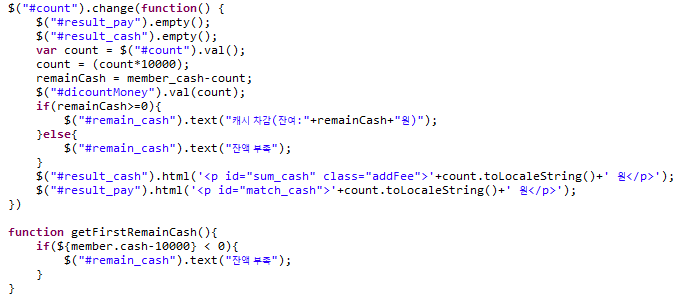 $("#count").change(function() {
    $("#result_pay").empty();
    $("#result_cash").empty();
    var count = $("#count").val();
    count = (count*10000);
    remainCash = member_cash-count;
    $("#dicountMoney").val(count);
    if(remainCash>=0){
        $("#remain_cash").text("캐시 차감(잔여:"+remainCash+"원)");
    }else{
        $("#remain_cash").text("잔액 부족");
    }
    $("#result_cash").html('<p id="sum_cash" class="addFee">'+count.toLocaleString()+' 원</p>');
    $("#result_pay").html('<p id="match_cash">'+count.toLocaleString()+' 원</p>');
})

function getFirstRemainCash(){
    if(${member.cash-10000} < 0){
        $("#remain_cash").text("잔액 부족");
    }
}